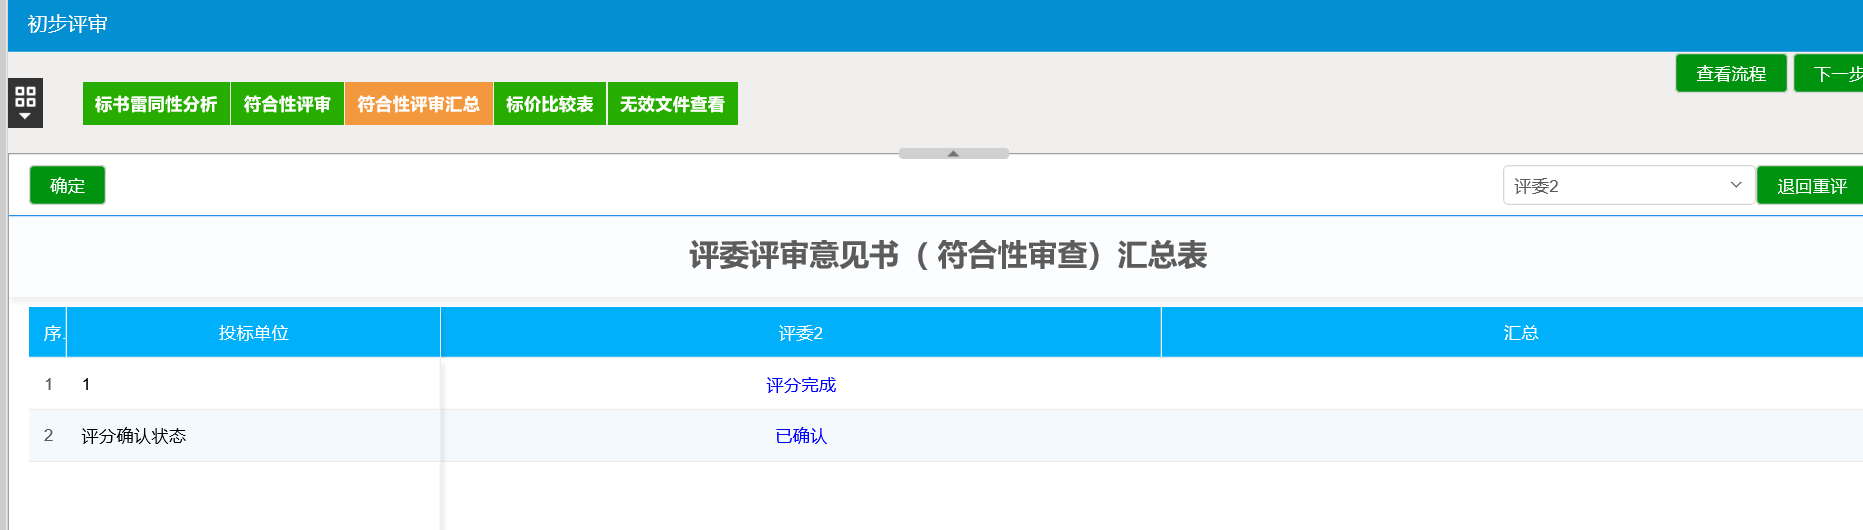 初步评审
查看流程 下一步
标书雷同性分析 符合性评审 符合性评审汇总 标价比较表 无效文件查看
确定 评委2 退回重评
评委评审意见书（ 符合性审查）汇总表
序. 投标单位 评委2 汇总
1 1 评分完成
2 评分确认状态 已确认